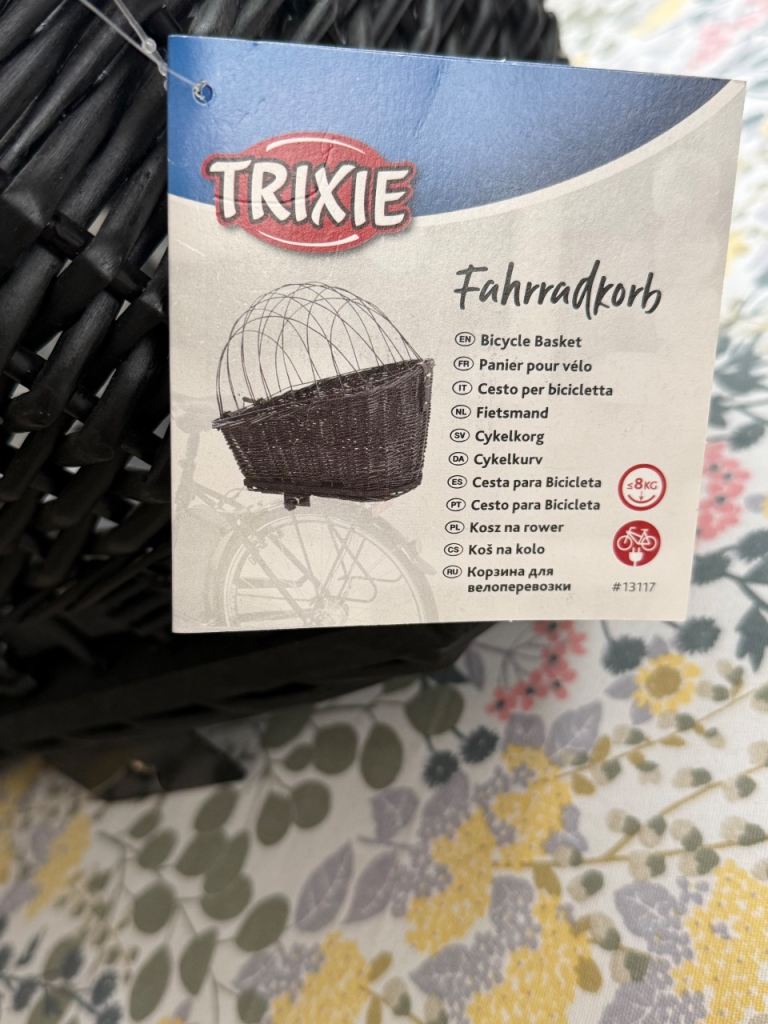 TRIXIE
Fahrradkorb
EN Bicycle Basket
FR Panier pour vélo
IT Cesto per bicicletta
NL Fietsmand
SV Cykelkorg
DA Cykelkurv
ES Cesta para Bicicleta
PT Cesto para Bicicleta
PL Kosz na rower
CS Koš na kolo
RU Корзина для
велоперевозки
≤8KG
#13117